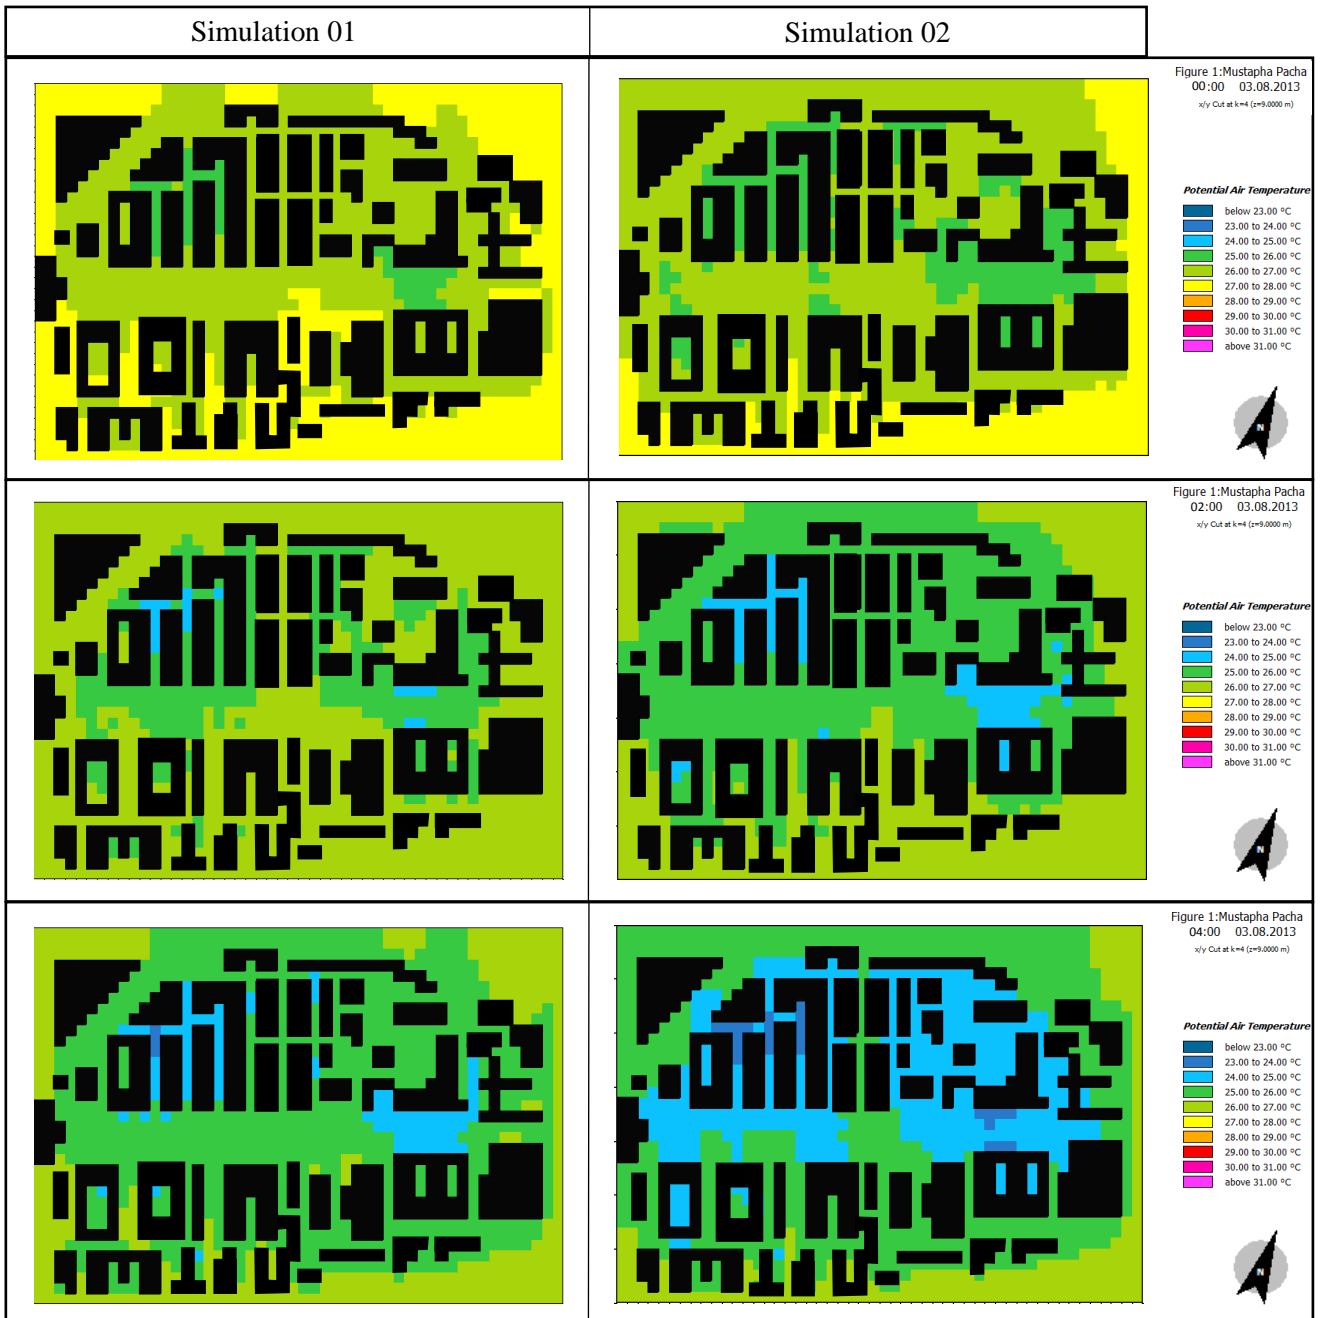 Simulation 01
Simulation 02
Figure 1:Mustapha Pacha
00:00 03.08.2013
x/y Cut at k=4 (z=9.0000 m)
Potential Air Temperature
below 23.00 °C
23.00 to 24.00 °C
24.00 to 25.00 °C
25.00 to 26.00 °C
26.00 to 27.00 °C
27.00 to 28.00 °C
28.00 to 29.00 °C
29.00 to 30.00 °C
30.00 to 31.00 °C
above 31.00 °C
N
Figure 1:Mustapha Pacha
02:00 03.08.2013
x/y Cut at k=4 (z=9.0000 m)
Potential Air Temperature
below 23.00 °C
23.00 to 24.00 °C
24.00 to 25.00 °C
25.00 to 26.00 °C
26.00 to 27.00 °C
27.00 to 28.00 °C
28.00 to 29.00 °C
29.00 to 30.00 °C
30.00 to 31.00 °C
above 31.00 °C
N
Figure 1:Mustapha Pacha
04:00 03.08.2013
x/y Cut at k=4 (z=9.0000 m)
Potential Air Temperature
below 23.00 °C
23.00 to 24.00 °C
24.00 to 25.00 °C
25.00 to 26.00 °C
26.00 to 27.00 °C
27.00 to 28.00 °C
28.00 to 29.00 °C
29.00 to 30.00 °C
30.00 to 31.00 °C
above 31.00 °C
N